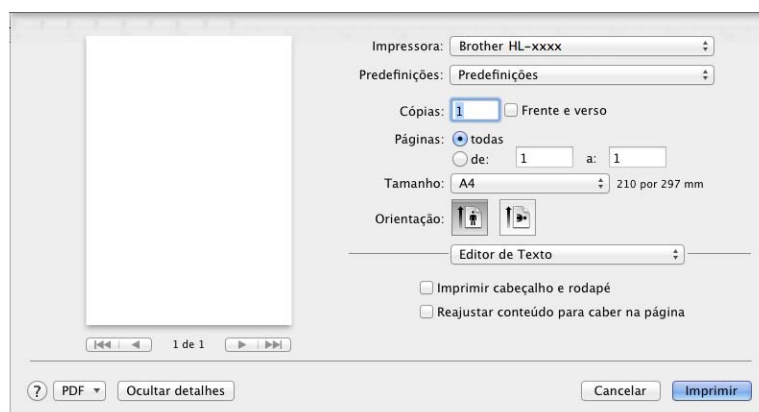 Impressora: Brother HL-xxxx
Predefinições: Predefinições
Cópias: 1 Frente e verso
Páginas: todas
de: 1 a: 1
Tamanho: A4 210 por 297 mm
Orientação:
Editor de Texto
Imprimir cabeçalho e rodapé
Reajustar conteúdo para caber na página
1 de 1
? PDF Ocultar detalhes Cancelar Imprimir